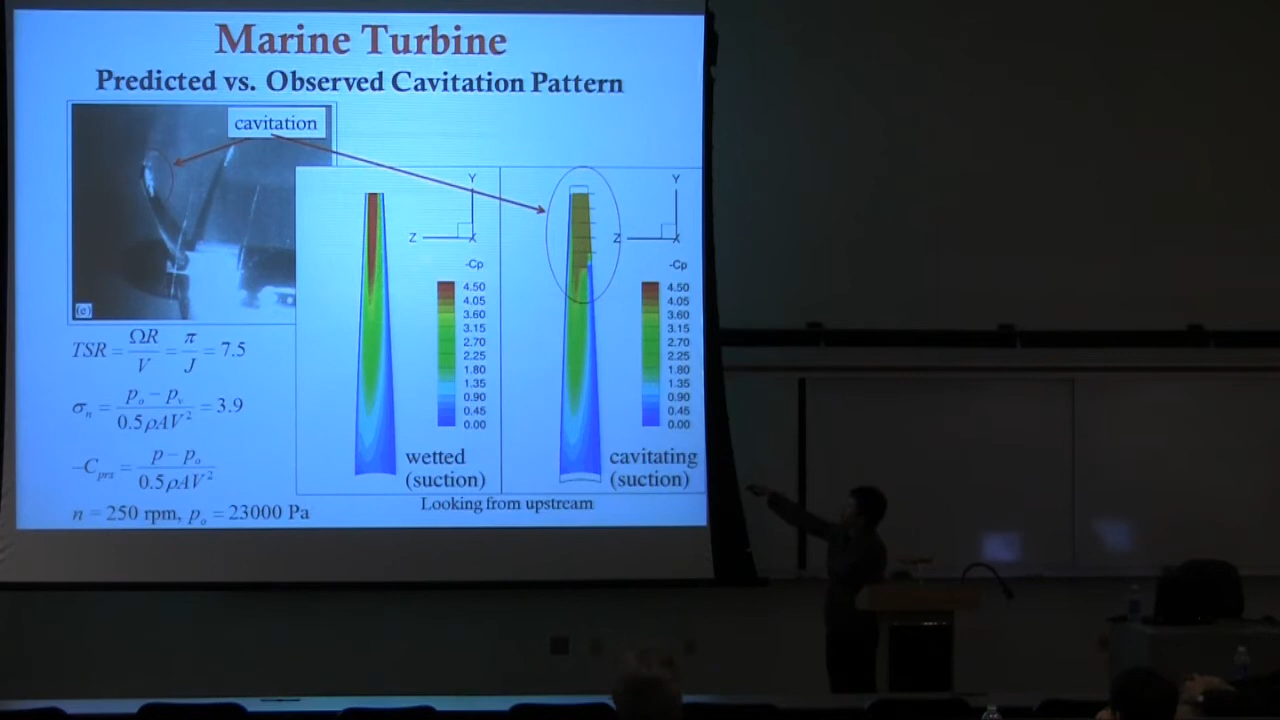 Marine Turbine
Predicted vs. Observed Cavitation Pattern
cavitation
(e)
TSR = ΩR / V = π / J = 7.5
σn = po − pv / 0.5ρAV² = 3.9
−Cprs = p − po / 0.5ρAV²
n = 250 rpm, po = 23000 Pa
Y
Z
X
-Cp
4.50
4.05
3.60
3.15
2.70
2.25
1.80
1.35
0.90
0.45
0.00
wetted
(suction)
Y
Z
X
-Cp
4.50
4.05
3.60
3.15
2.70
2.25
1.80
1.35
0.90
0.45
0.00
cavitating
(suction)
Looking from upstream